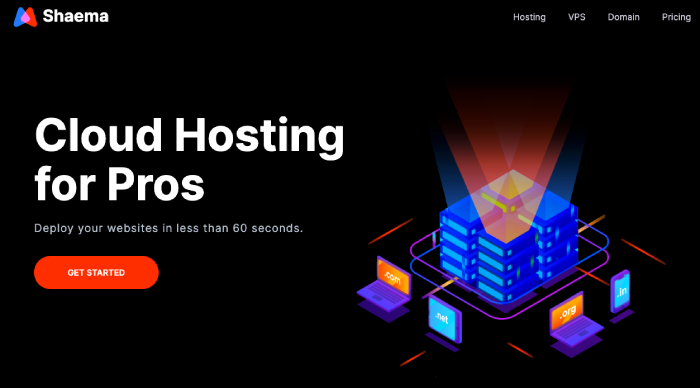 Shaema
Hosting VPS Domain Pricing
Cloud Hosting
for Pros
Deploy your websites in less than 60 seconds.
GET STARTED
.com
.in
.net
.org